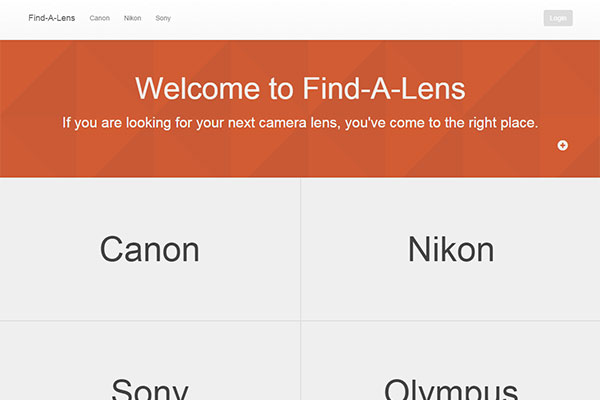 Find-A-Lens Canon Nikon Sony Login
Welcome to Find-A-Lens
If you are looking for your next camera lens, you've come to the right place.
Canon Nikon
Sony Olympus